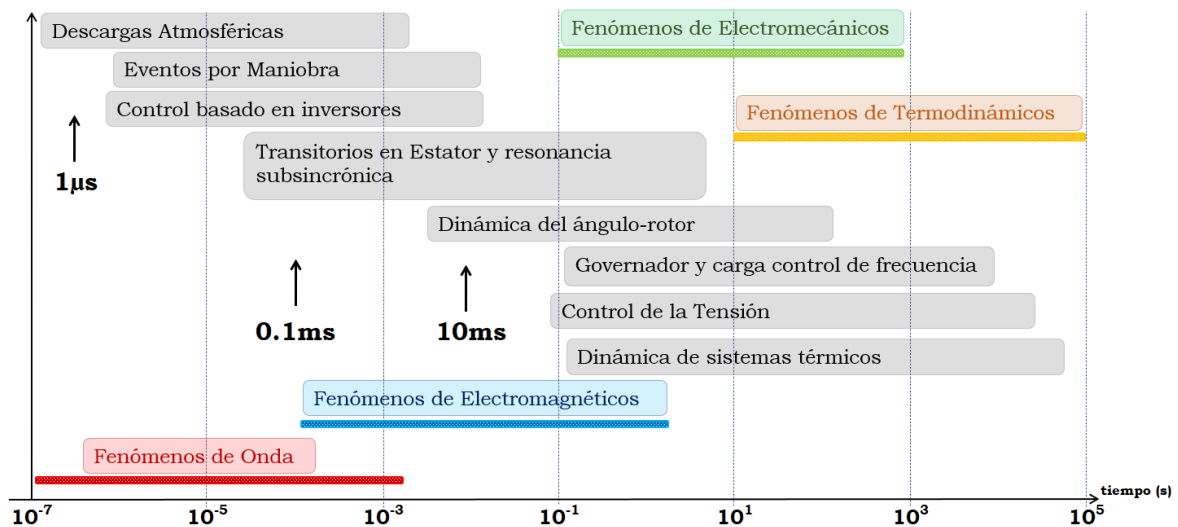 Descargas Atmosféricas
Fenómenos de Electromecánicos
Eventos por Maniobra
Control basado en inversores
Fenómenos de Termodinámicos
Transitorios en Estator y resonancia
subsincrónica
1µs
Dinámica del ángulo-rotor
Governador y carga control de frecuencia
0.1ms
10ms
Control de la Tensión
Dinámica de sistemas térmicos
Fenómenos de Electromagnéticos
Fenómenos de Onda
tiempo (s)
10⁻⁷ 10⁻⁵ 10⁻³ 10⁻¹ 10¹ 10³ 10⁵